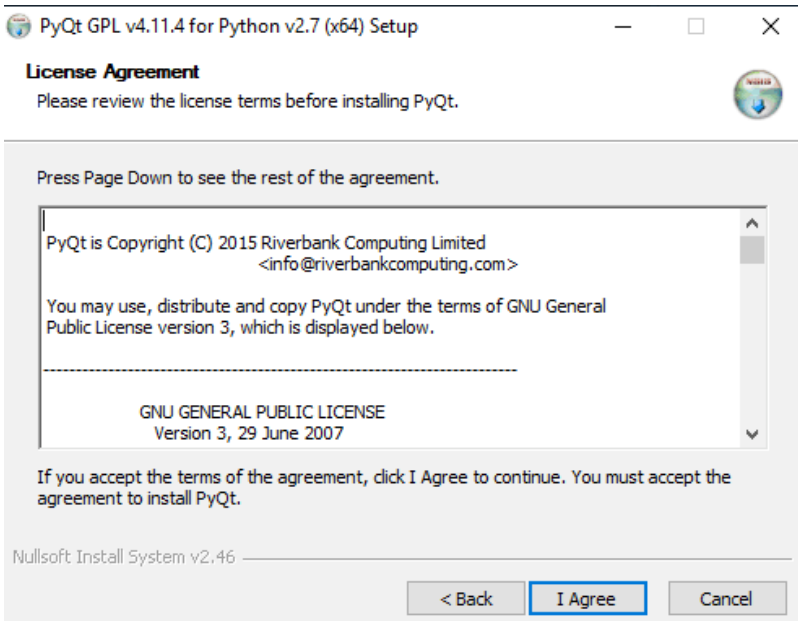 PyQt GPL v4.11.4 for Python v2.7 (x64) Setup
License Agreement
Please review the license terms before installing PyQt.
Press Page Down to see the rest of the agreement.
PyQt is Copyright (C) 2015 Riverbank Computing Limited
<info@riverbankcomputing.com>
You may use, distribute and copy PyQt under the terms of GNU General
Public License version 3, which is displayed below.
-------------------------------------------------------------------------
GNU GENERAL PUBLIC LICENSE
Version 3, 29 June 2007
If you accept the terms of the agreement, click I Agree to continue. You must accept the
agreement to install PyQt.
Nullsoft Install System v2.46
< Back
I Agree
Cancel